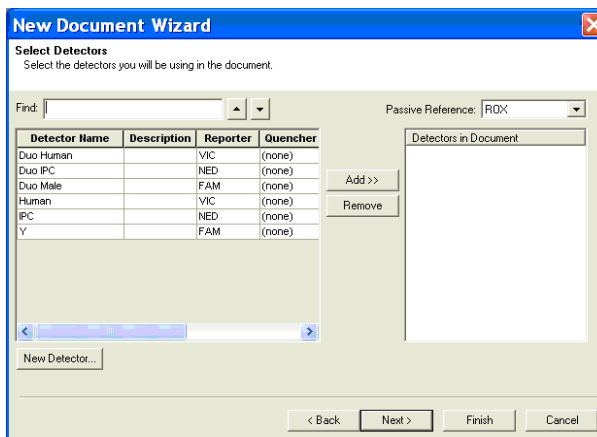 New Document Wizard
Select Detectors
Select the detectors you will be using in the document.
Find:
Passive Reference: ROX
Detector Name Description Reporter Quencher
Detectors in Document
Duo Human VIC (none)
Duo IPC NED (none)
Duo Male FAM (none)
Human VIC (none)
IPC NED (none)
Y FAM (none)
Add >>
Remove
New Detector...
< Back Next > Finish Cancel